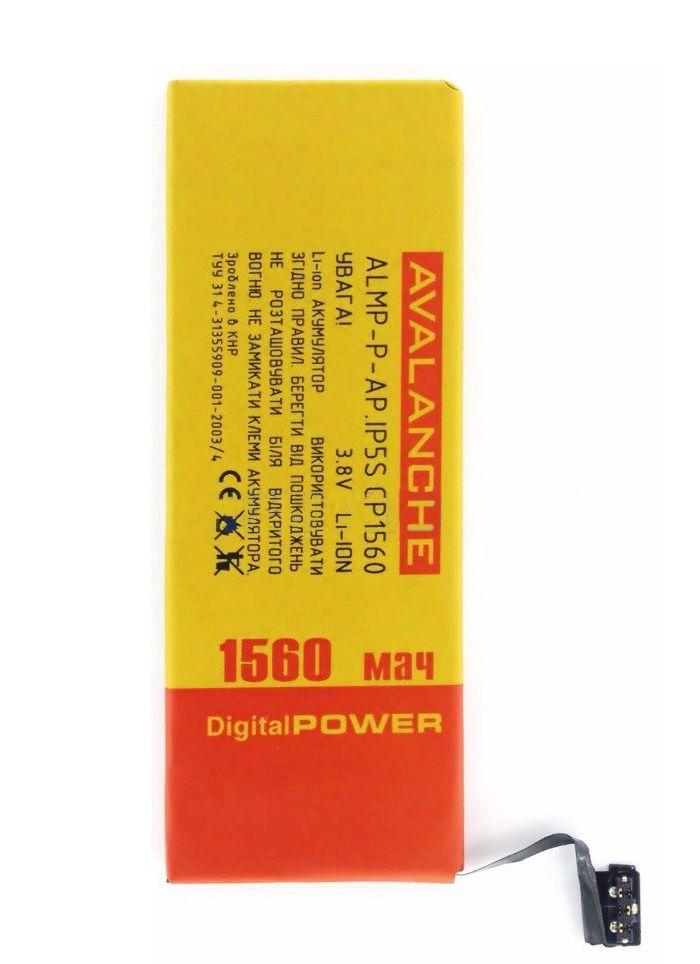 AVALANCHE
ALMP-P-AP.IP5S CP1560
УВАГА! 3.8V LI-ION
LI-ION АКУМУЛЯТОР ВИКОРИСТОВУВАТИ
ЗГІДНО ПРАВИЛ. БЕРЕГТИ ВІД ПОШКОДЖЕНЬ
НЕ РОЗТАШОВУВАТИ БІЛЯ ВІДКРИТОГО
ВОГНЮ НЕ ЗАМИКАТИ КЛЕМИ АКУМУЛЯТОРА
Зроблено в КНР
ТУУ 31.4-31355909-001-2003/4
CE
1560 мАч
DigitalPOWER